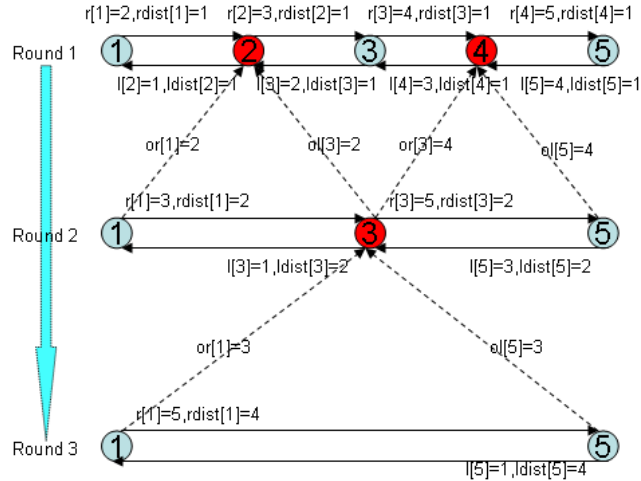 r[1]=2,rdist[1]=1 r[2]=3,rdist[2]=1 r[3]=4,rdist[3]=1 r[4]=5,rdist[4]=1
Round 1 1 2 3 4 5
l[2]=1,ldist[2]=1 l[3]=2,ldist[3]=1 l[4]=3,ldist[4]=1 l[5]=4,ldist[5]=1
or[1]=2 ol[3]=2 or[3]=4 ol[5]=4
r[1]=3,rdist[1]=2 r[3]=5,rdist[3]=2
Round 2 1 3 5
l[3]=1,ldist[3]=2 l[5]=3,ldist[5]=2
or[1]=3 ol[5]=3
r[1]=5,rdist[1]=4
Round 3 1 5
l[5]=1,ldist[5]=4